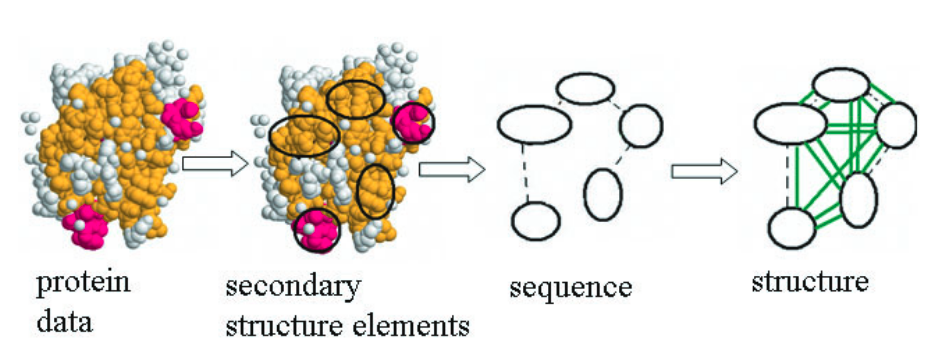 protein
data
secondary
structure elements
sequence
structure